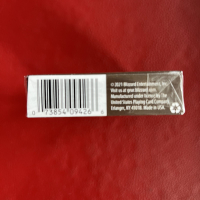 © 2021 Blizzard Entertainment, Inc.
Visit us at
Manufactured under license by The
United States Playing Card Company
Erlanger, KY 41018. Made in USA.
0 73854 09426 6